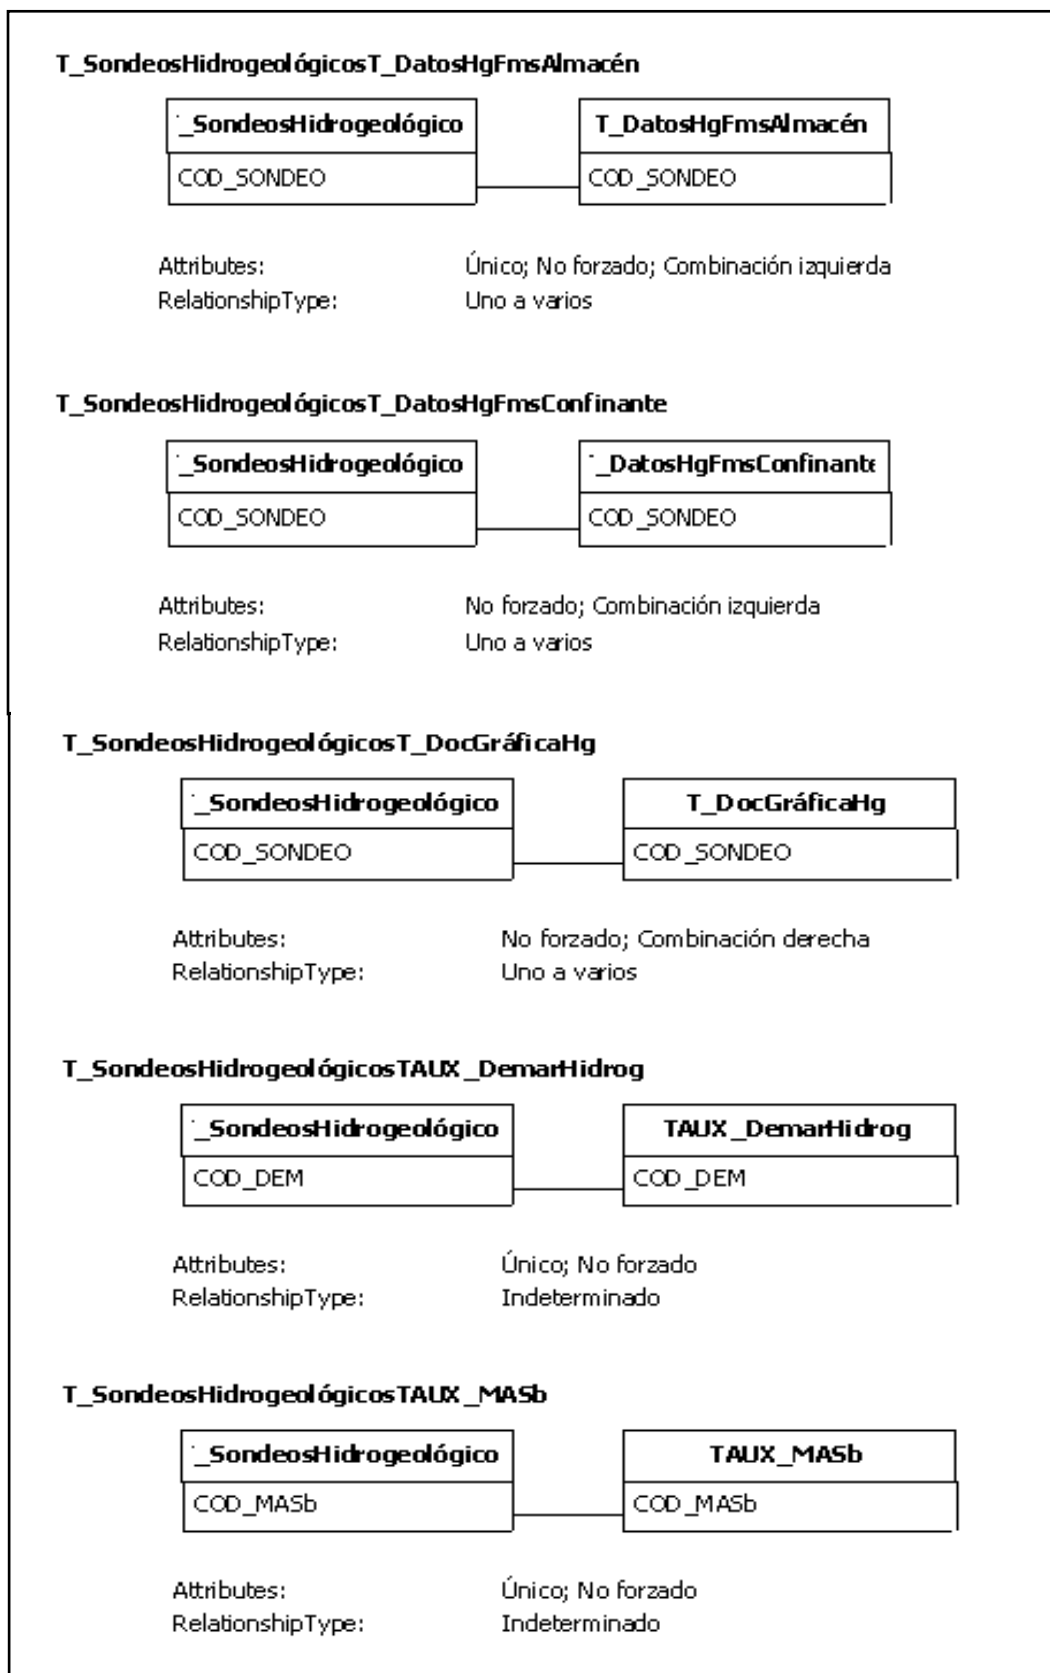 T_SondeosHidrogeológicosT_DatosHgFmsAlmacén
_SondeosHidrogeológico T_DatosHgFmsAlmacén
COD_SONDEO COD_SONDEO
Attributes: Único; No forzado; Combinación izquierda
RelationshipType: Uno a varios
T_SondeosHidrogeológicosT_DatosHgFmsConfinante
_SondeosHidrogeológico _DatosHgFmsConfinante
COD_SONDEO COD_SONDEO
Attributes: No forzado; Combinación izquierda
RelationshipType: Uno a varios
T_SondeosHidrogeológicosT_DocGráficaHg
_SondeosHidrogeológico T_DocGráficaHg
COD_SONDEO COD_SONDEO
Attributes: No forzado; Combinación derecha
RelationshipType: Uno a varios
T_SondeosHidrogeológicosTAUX_DemarHidrog
_SondeosHidrogeológico TAUX_DemarHidrog
COD_DEM COD_DEM
Attributes: Único; No forzado
RelationshipType: Indeterminado
T_SondeosHidrogeológicosTAUX_MASb
_SondeosHidrogeológico TAUX_MASb
COD_MASb COD_MASb
Attributes: Único; No forzado
RelationshipType: Indeterminado